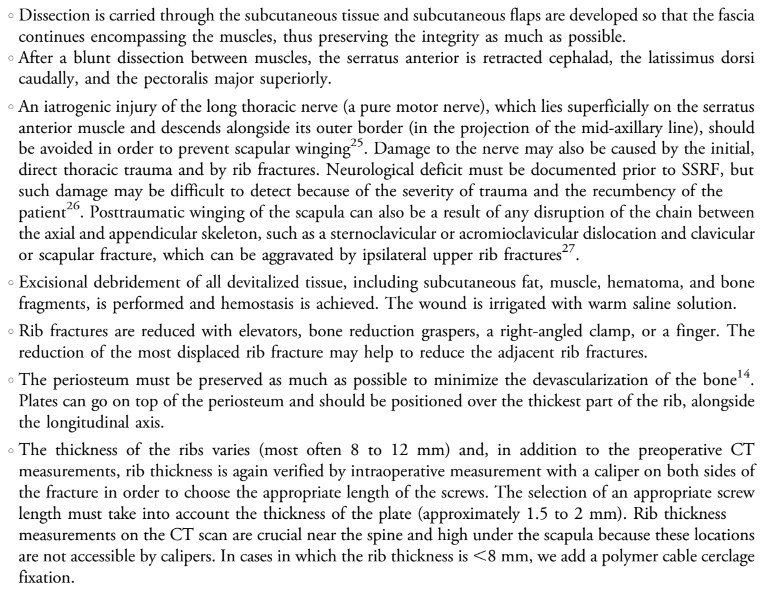 ◦ Dissection is carried through the subcutaneous tissue and subcutaneous flaps are developed so that the fascia
continues encompassing the muscles, thus preserving the integrity as much as possible.
◦ After a blunt dissection between muscles, the serratus anterior is retracted cephalad, the latissimus dorsi
caudally, and the pectoralis major superiorly.
◦ An iatrogenic injury of the long thoracic nerve (a pure motor nerve), which lies superficially on the serratus
anterior muscle and descends alongside its outer border (in the projection of the mid-axillary line), should
be avoided in order to prevent scapular winging25. Damage to the nerve may also be caused by the initial,
direct thoracic trauma and by rib fractures. Neurological deficit must be documented prior to SSRF, but
such damage may be difficult to detect because of the severity of trauma and the recumbency of the
patient26. Posttraumatic winging of the scapula can also be a result of any disruption of the chain between
the axial and appendicular skeleton, such as a sternoclavicular or acromioclavicular dislocation and clavicular
or scapular fracture, which can be aggravated by ipsilateral upper rib fractures27.
◦ Excisional debridement of all devitalized tissue, including subcutaneous fat, muscle, hematoma, and bone
fragments, is performed and hemostasis is achieved. The wound is irrigated with warm saline solution.
◦ Rib fractures are reduced with elevators, bone reduction graspers, a right-angled clamp, or a finger. The
reduction of the most displaced rib fracture may help to reduce the adjacent rib fractures.
◦ The periosteum must be preserved as much as possible to minimize the devascularization of the bone14.
Plates can go on top of the periosteum and should be positioned over the thickest part of the rib, alongside
the longitudinal axis.
◦ The thickness of the ribs varies (most often 8 to 12 mm) and, in addition to the preoperative CT
measurements, rib thickness is again verified by intraoperative measurement with a caliper on both sides of
the fracture in order to choose the appropriate length of the screws. The selection of an appropriate screw
length must take into account the thickness of the plate (approximately 1.5 to 2 mm). Rib thickness
measurements on the CT scan are crucial near the spine and high under the scapula because these locations
are not accessible by calipers. In cases in which the rib thickness is <8 mm, we add a polymer cable cerclage
fixation.